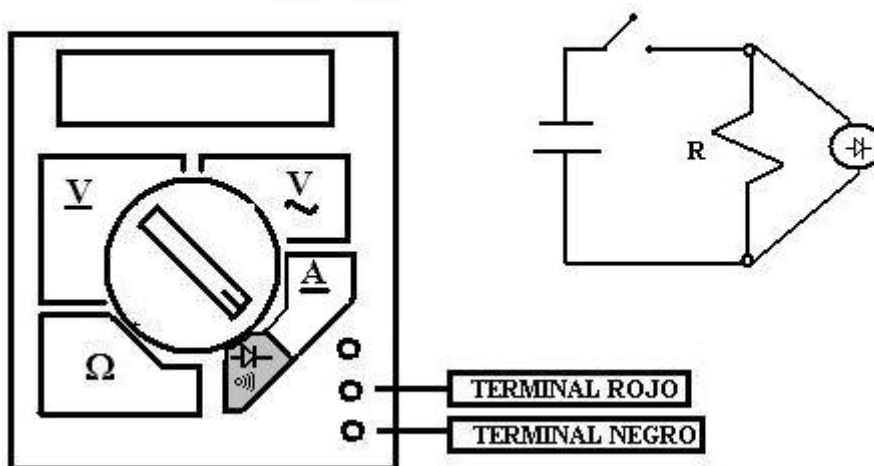 V
V
~
A
Ω
R
TERMINAL ROJO
TERMINAL NEGRO